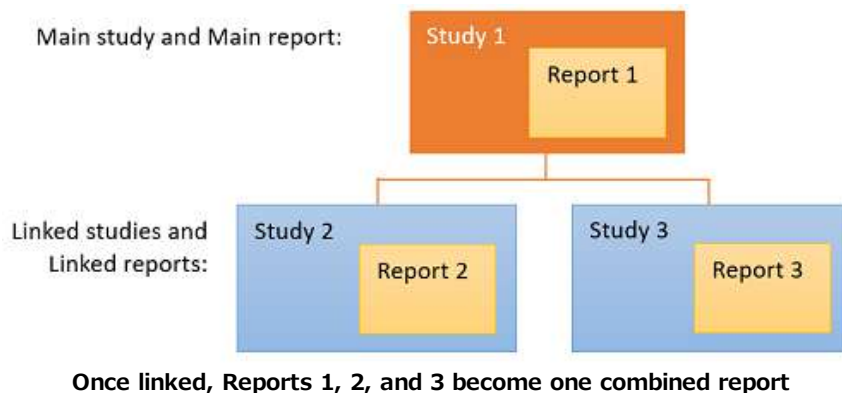 Main study and Main report:
Study 1
Report 1
Linked studies and
Linked reports:
Study 2
Report 2
Study 3
Report 3
Once linked, Reports 1, 2, and 3 become one combined report